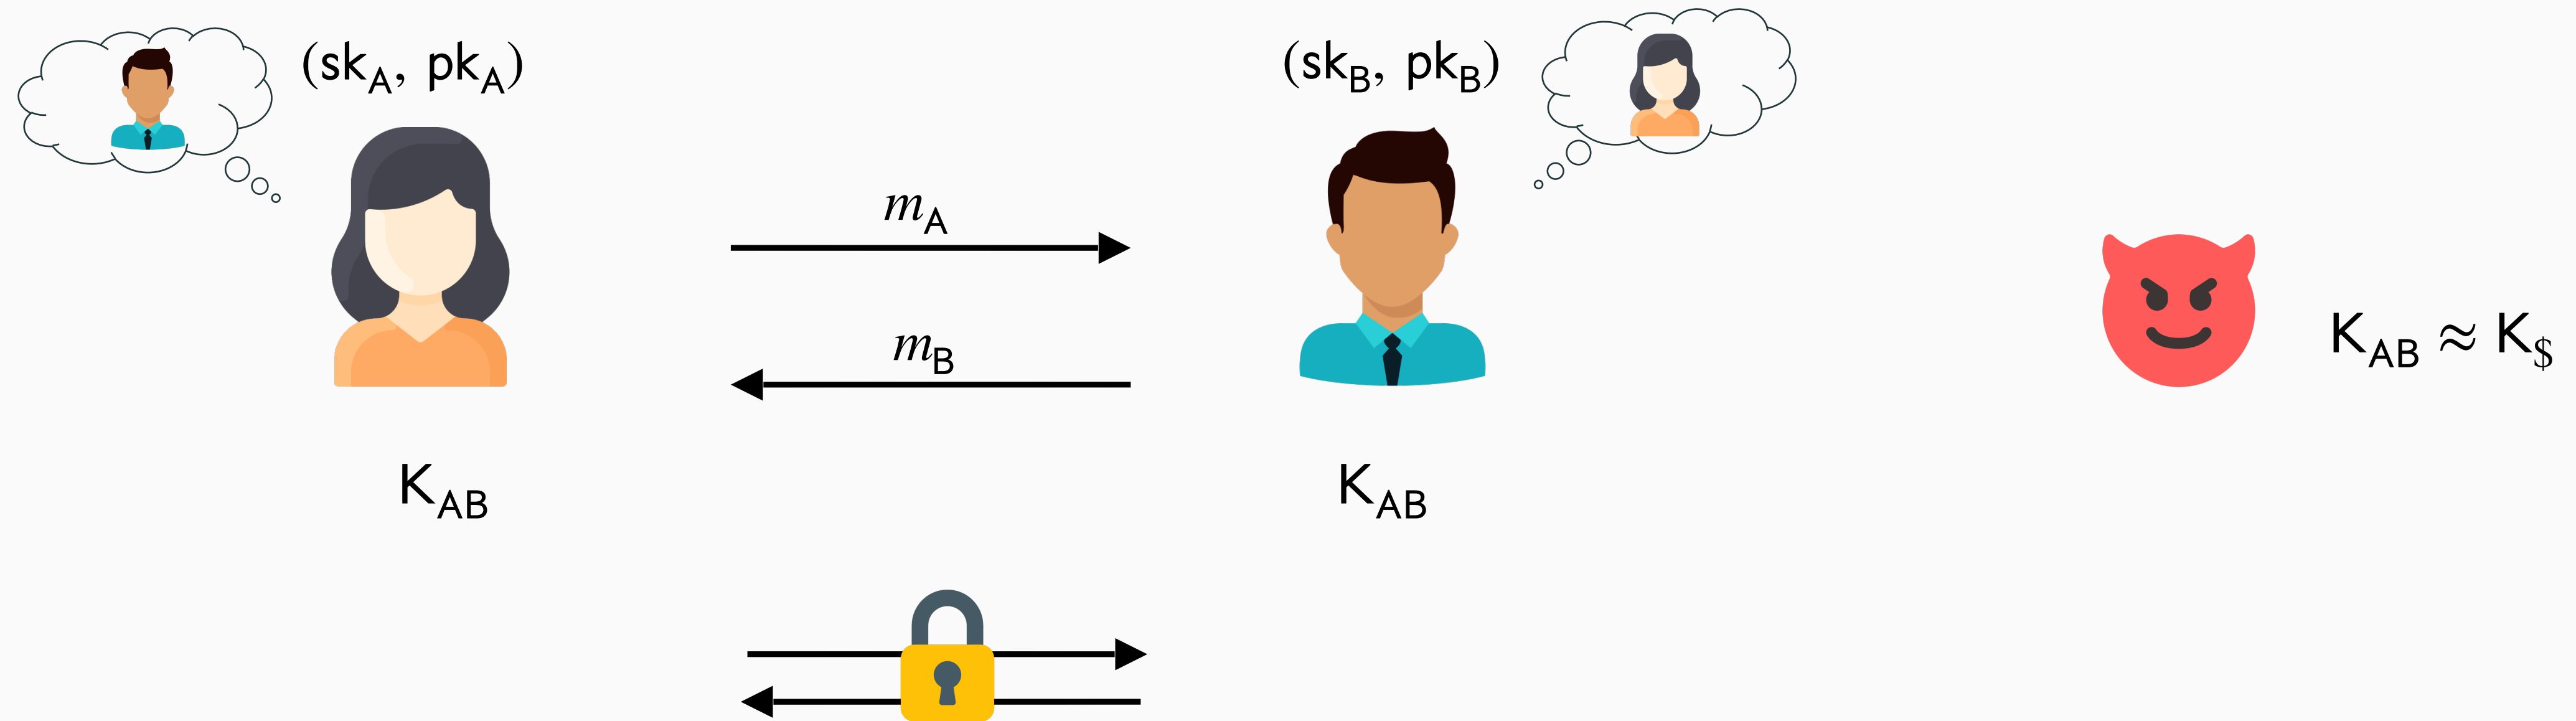 (sk_A, pk_A)
(sk_B, pk_B)
m_A
m_B
K_AB ≈ K_$
K_AB
K_AB